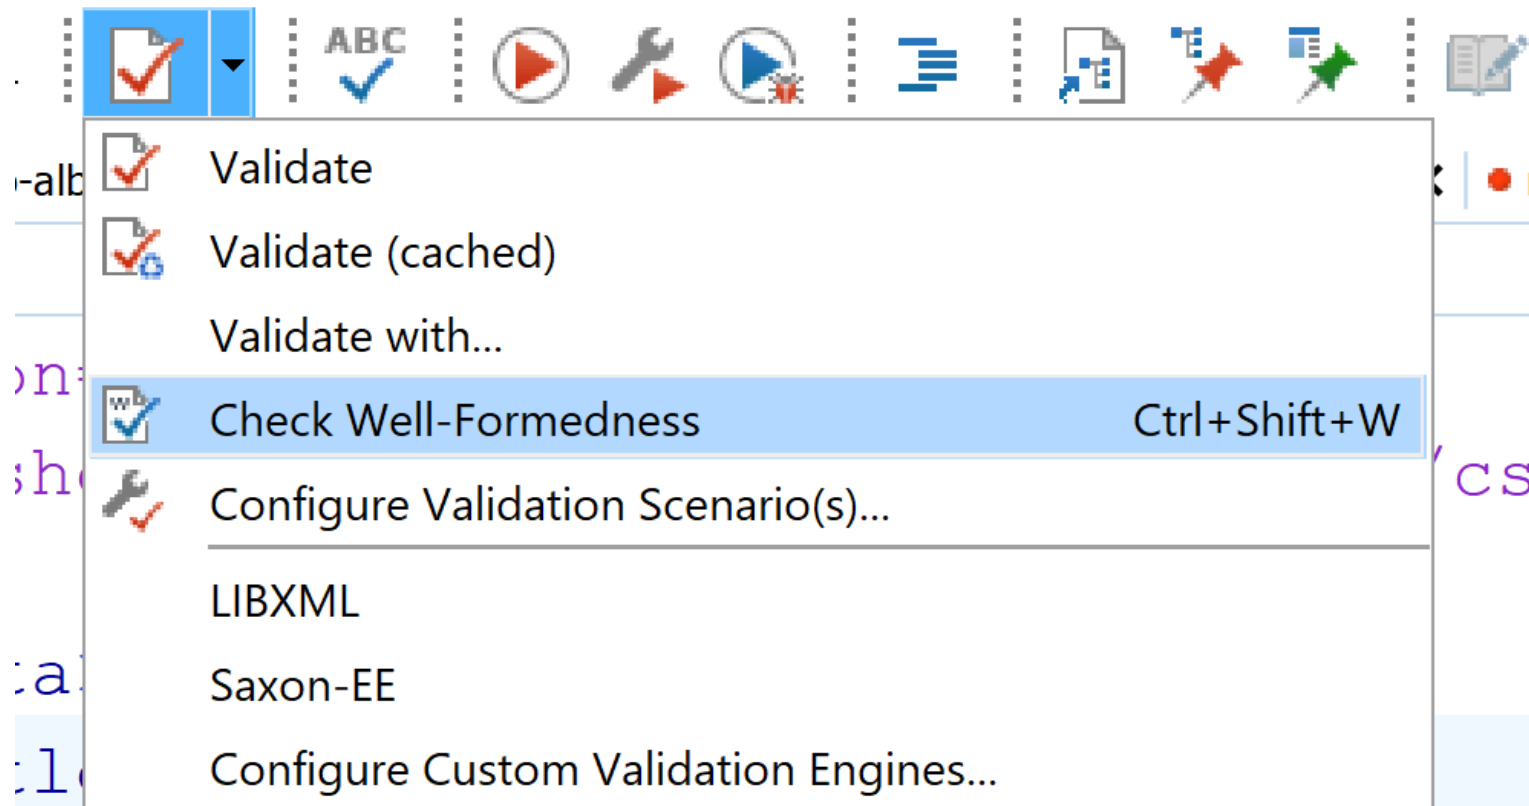 ABC
Validate
-alb
Validate (cached)
Validate with...
Check Well-Formedness Ctrl+Shift+W
Configure Validation Scenario(s)...
LIBXML
Saxon-EE
Configure Custom Validation Engines...